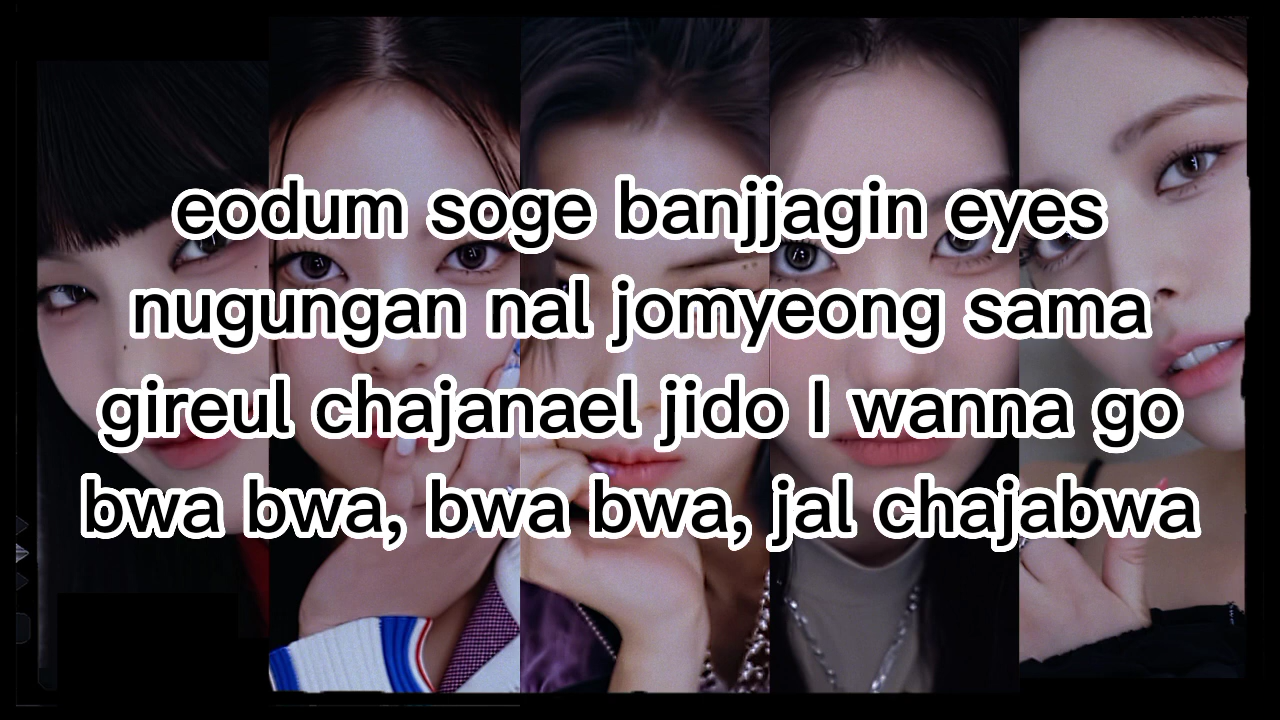 eodum soge banjjagin eyes
nugungan nal jomyeong sama
gireul chajanael jido I wanna go
bwa bwa, bwa bwa, jal chajabwa